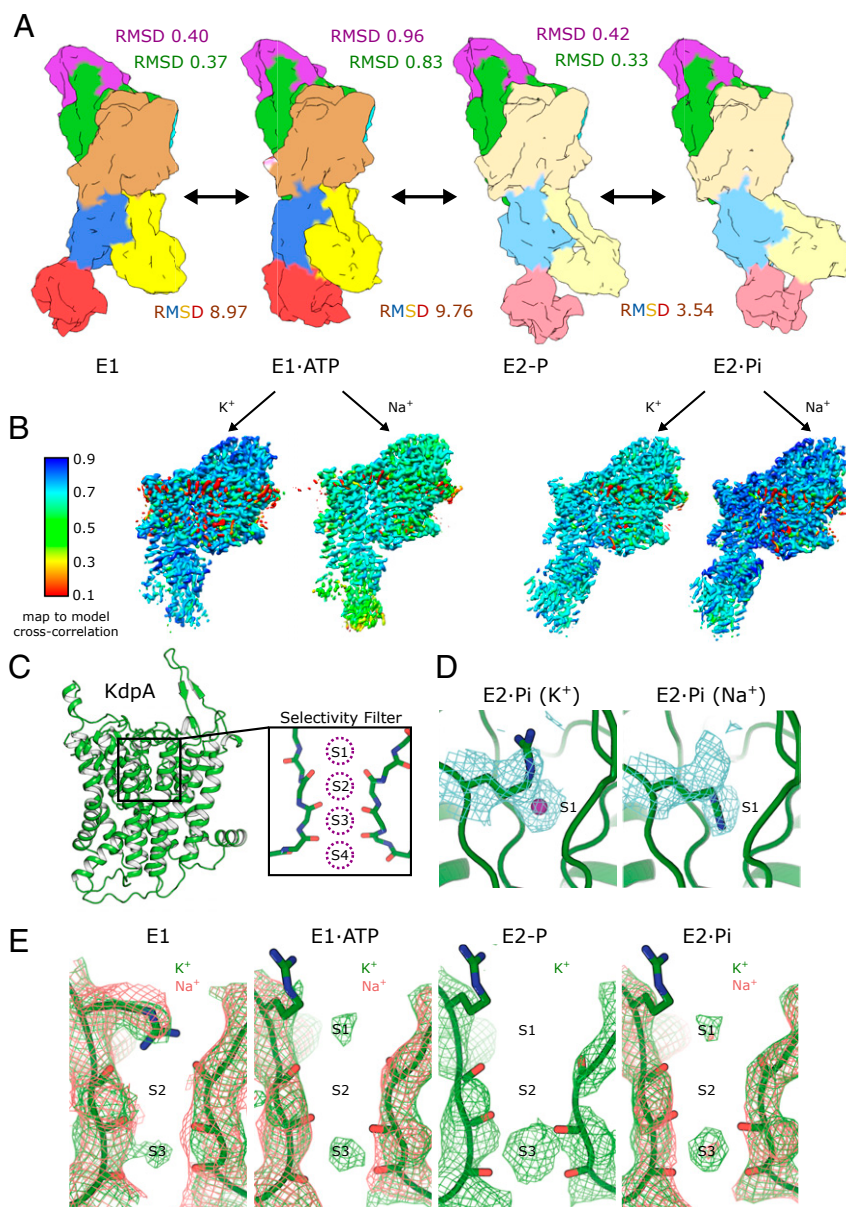 A
RMSD 0.40
RMSD 0.96
RMSD 0.42
RMSD 0.37
RMSD 0.83
RMSD 0.33
RMSD 8.97
RMSD 9.76
RMSD 3.54
E1
E1·ATP
E2-P
E2·Pi
B
K⁺
Na⁺
K⁺
Na⁺
0.9
0.7
0.5
0.3
0.1
map to model
cross-correlation
C
KdpA
Selectivity Filter
S1
S2
S3
S4
D
E2·Pi (K⁺)
E2·Pi (Na⁺)
S1
S1
E
E1
E1·ATP
E2-P
E2·Pi
K⁺
K⁺
K⁺
K⁺
Na⁺
Na⁺
Na⁺
S1
S1
S1
S2
S2
S2
S2
S3
S3
S3
S3